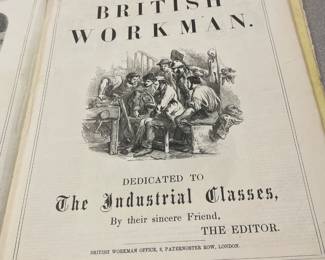 BRITISH
WORKMAN.
DEDICATED TO
The Industrial Classes,
By their sincere Friend,
THE EDITOR.
BRITISH WORKMAN OFFICE, 9, PATERNOSTER ROW, LONDON.